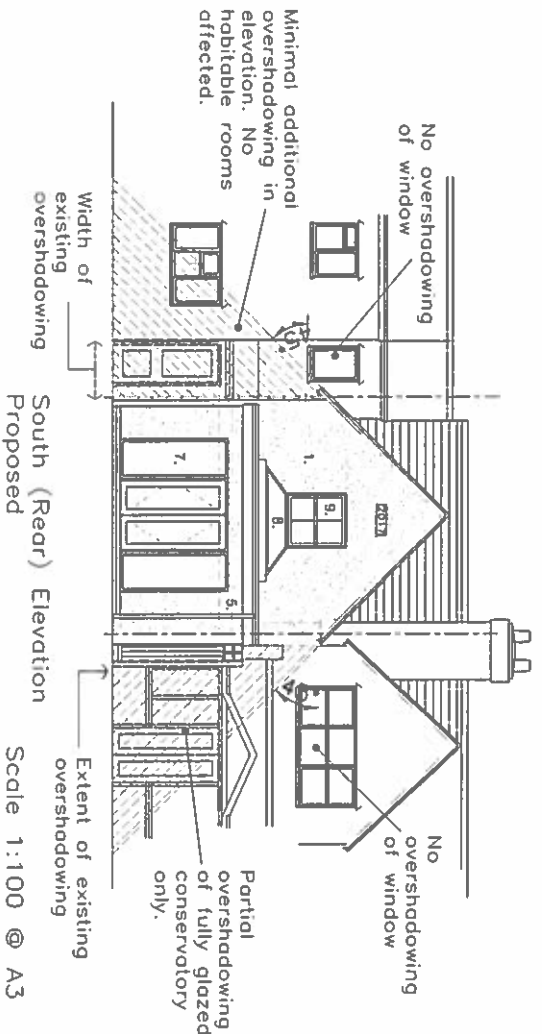 Minimal additional
overshadowing in
elevation. No
habitable rooms
affected.
No overshadowing
of window
No
overshadowing
of window
Partial
overshadowing
of fully glazed
conservatory
only.
Width of
existing
overshadowing
Extent of existing
overshadowing
2017
1.
9.
8.
7.
5.
South (Rear) Elevation
Proposed
Scale 1:100 @ A3